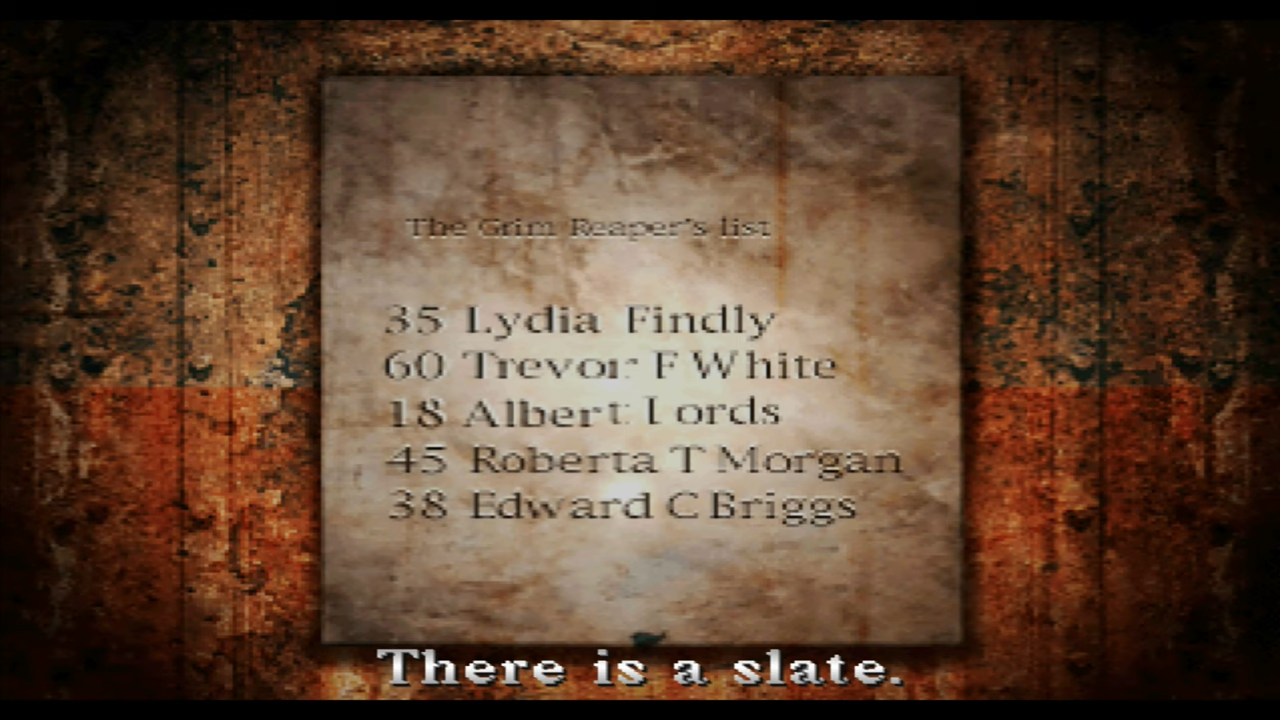 The Grim Reaper's list
35 Lydia Findly
60 Trevor F White
18 Albert Lords
45 Roberta T Morgan
38 Edward C Briggs
There is a slate.